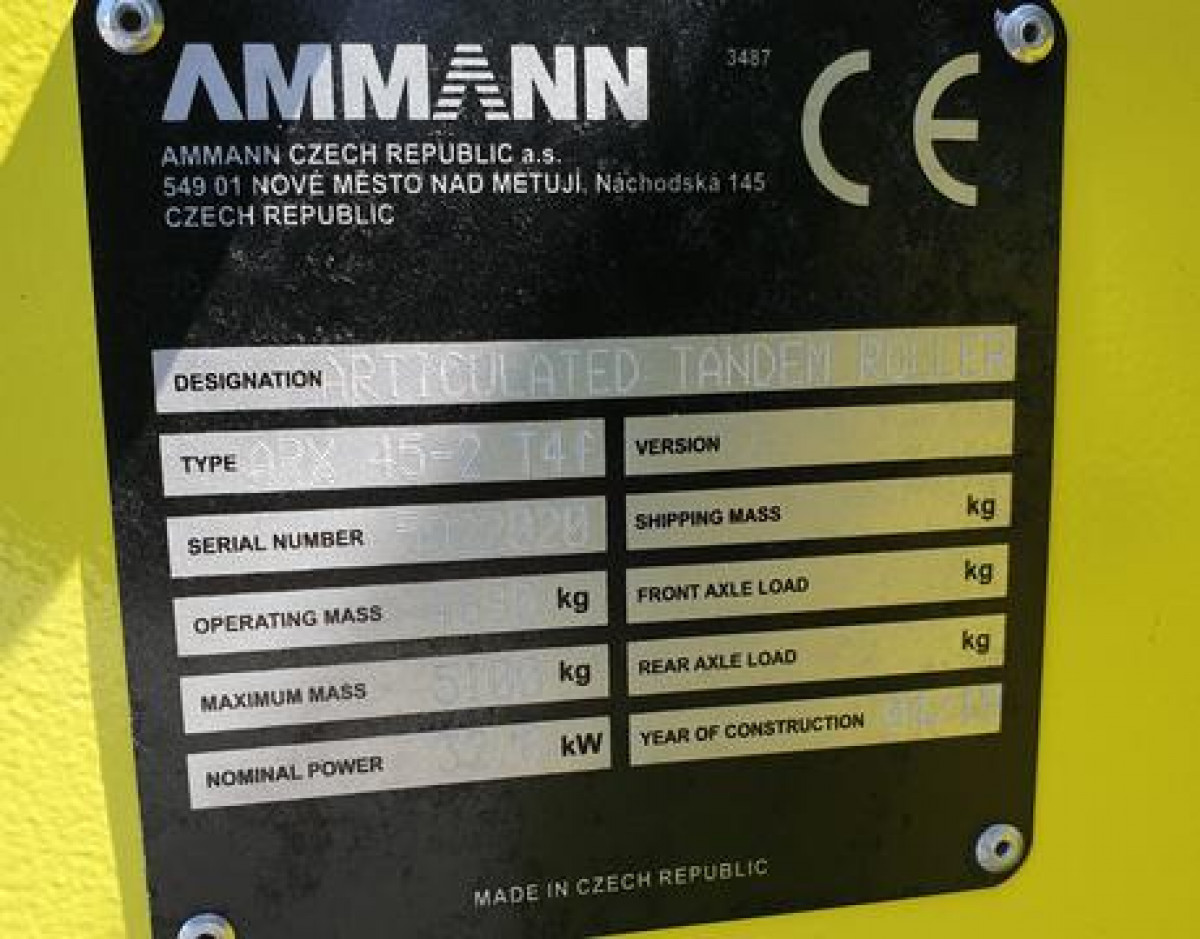 AMMANN
3487
CE
AMMANN CZECH REPUBLIC a.s.
549 01 NOVÉ MĚSTO NAD METUJÍ, Náchodská 145
CZECH REPUBLIC
DESIGNATION ARTICULATED TANDEM ROLLER
TYPE ARX 45-2 T4f
VERSION
SERIAL NUMBER
SHIPPING MASS kg
OPERATING MASS kg
FRONT AXLE LOAD kg
MAXIMUM MASS 5100 kg
REAR AXLE LOAD kg
NOMINAL POWER kW
YEAR OF CONSTRUCTION
MADE IN CZECH REPUBLIC